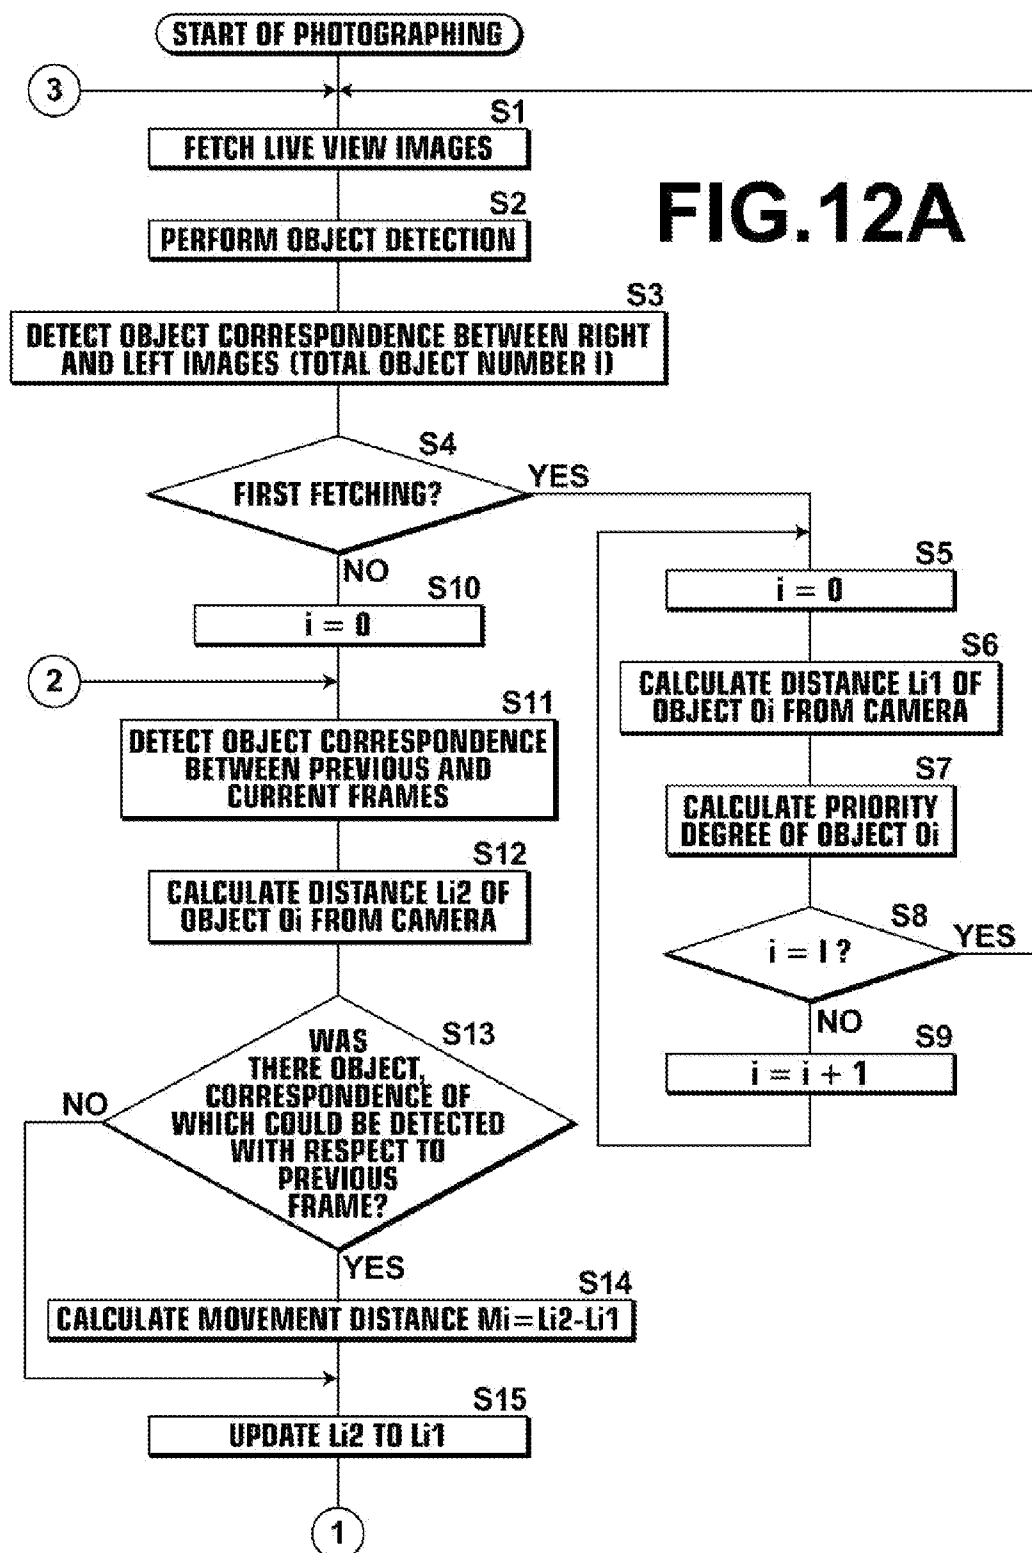 START OF PHOTOGRAPHING
3
S1
FETCH LIVE VIEW IMAGES
FIG.12A
S2
PERFORM OBJECT DETECTION
S3
DETECT OBJECT CORRESPONDENCE BETWEEN RIGHT
AND LEFT IMAGES (TOTAL OBJECT NUMBER I)
S4
FIRST FETCHING?
YES
NO
S10
i = 0
2
S11
DETECT OBJECT CORRESPONDENCE
BETWEEN PREVIOUS AND
CURRENT FRAMES
S12
CALCULATE DISTANCE Li2 OF
OBJECT Oi FROM CAMERA
S13
WAS
THERE OBJECT,
CORRESPONDENCE OF
WHICH COULD BE DETECTED
WITH RESPECT TO
PREVIOUS
FRAME?
NO
YES
S14
CALCULATE MOVEMENT DISTANCE Mi=Li2-Li1
S15
UPDATE Li2 TO Li1
1
S5
i = 0
S6
CALCULATE DISTANCE Li1 OF
OBJECT Oi FROM CAMERA
S7
CALCULATE PRIORITY
DEGREE OF OBJECT Oi
S8
i = I ?
YES
NO
S9
i = i + 1